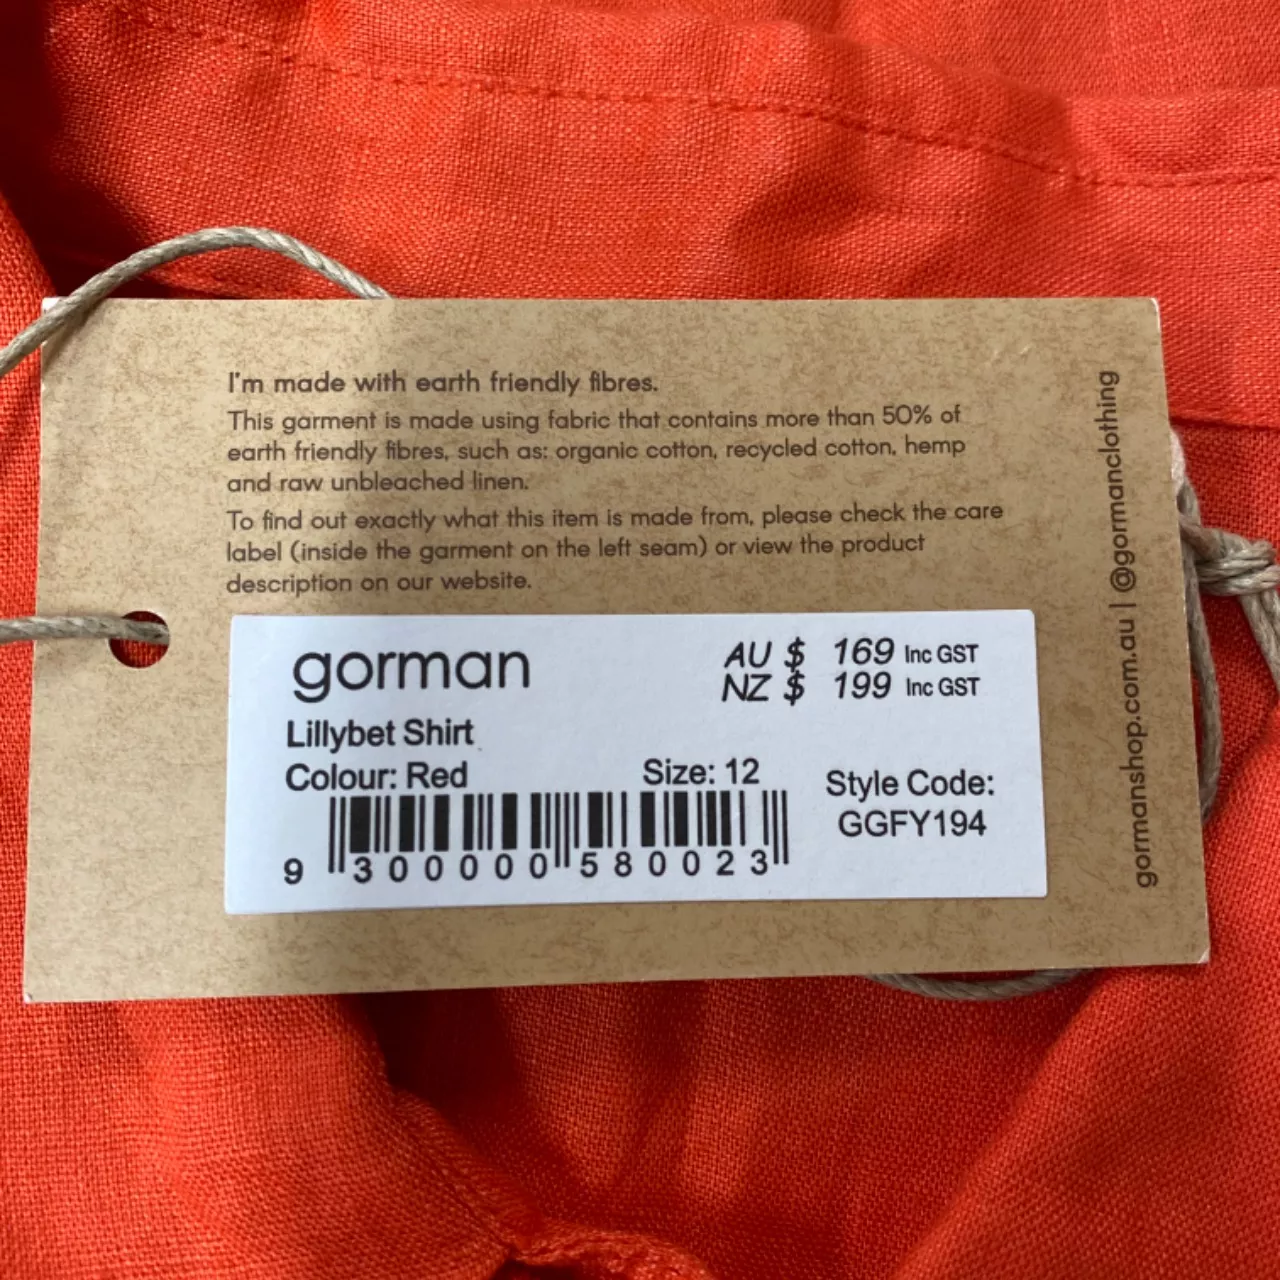 I'm made with earth friendly fibres.
This garment is made using fabric that contains more than 50% of
earth friendly fibres, such as: organic cotton, recycled cotton, hemp
and raw unbleached linen.
To find out exactly what this item is made from, please check the care
label (inside the garment on the left seam) or view the product
description on our website.
gorman
AU $ 169 Inc GST
NZ $ 199 Inc GST
Lillybet Shirt
Colour: Red
Size: 12
Style Code:
GGFY194
9 300000 580023
gormanshop.com.au | @gormanclothing